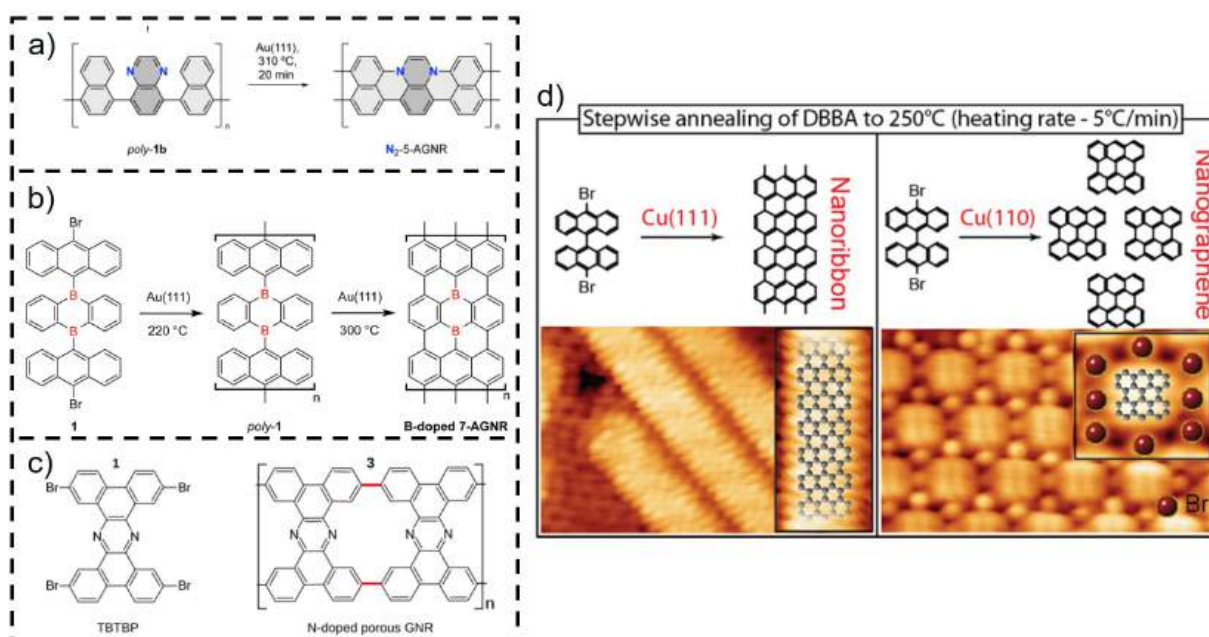 a)
N
N
n
poly-1b
Au(111),
310 ºC,
20 min
N
N
n
N₂-5-AGNR
b)
Br
B
B
Br
1
Au(111)
220 °C
B
B
n
poly-1
Au(111)
300 °C
B
B
n
B-doped 7-AGNR
c)
1
Br
Br
N
N
Br
Br
TBTBP
3
N
N
N
N
n
N-doped porous GNR
d)
Stepwise annealing of DBBA to 250°C (heating rate - 5°C/min)
Br
Br
Cu(111)
Nanoribbon
Br
Br
Cu(110)
Nanographene
Br